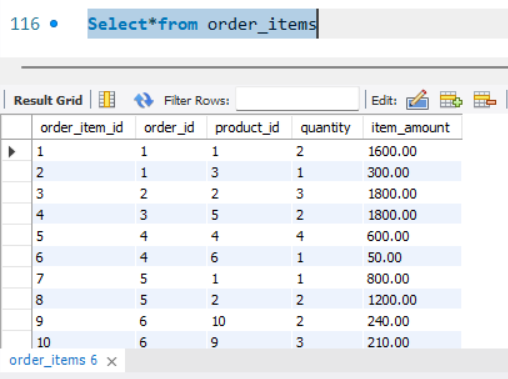 116 Select*from order_items
Result Grid Filter Rows: Edit:
order_item_id order_id product_id quantity item_amount
1 1 1 2 1600.00
2 1 3 1 300.00
3 2 2 3 1800.00
4 3 5 2 1800.00
5 4 4 4 600.00
6 4 6 1 50.00
7 5 1 1 800.00
8 5 2 2 1200.00
9 6 10 2 240.00
10 6 9 3 210.00
order_items 6